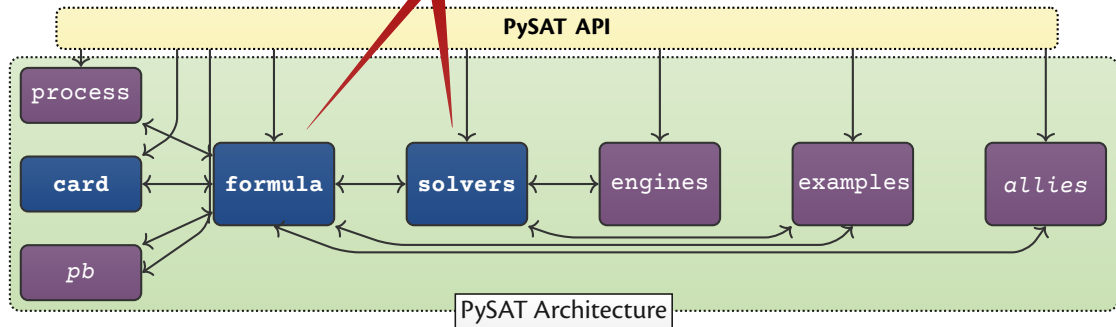 PySAT API
process
card
formula
solvers
engines
examples
allies
pb
PySAT Architecture